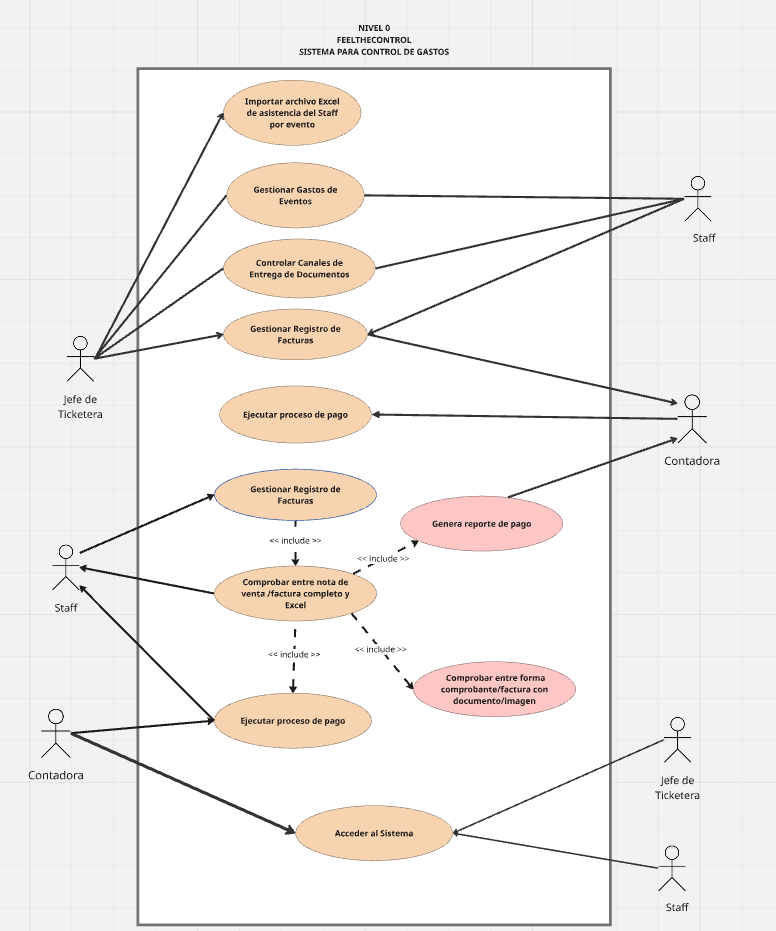 NIVEL 0
FEELTHECONTROL
SISTEMA PARA CONTROL DE GASTOS
Importar archivo Excel
de asistencia del Staff
por evento
Gestionar Gastos de
Eventos
Staff
Controlar Canales de
Entrega de Documentos
Gestionar Registro de
Facturas
Jefe de
Ticketera
Ejecutar proceso de pago
Contadora
Gestionar Registro de
Facturas
Genera reporte de pago
<< include >>
<< include >>
Staff
Comprobar entre nota de
venta /factura completo y
Excel
<< include >>
<< include >>
Comprobar entre forma
comprobante/factura con
documento/imagen
Ejecutar proceso de pago
Contadora
Jefe de
Ticketera
Acceder al Sistema
Staff